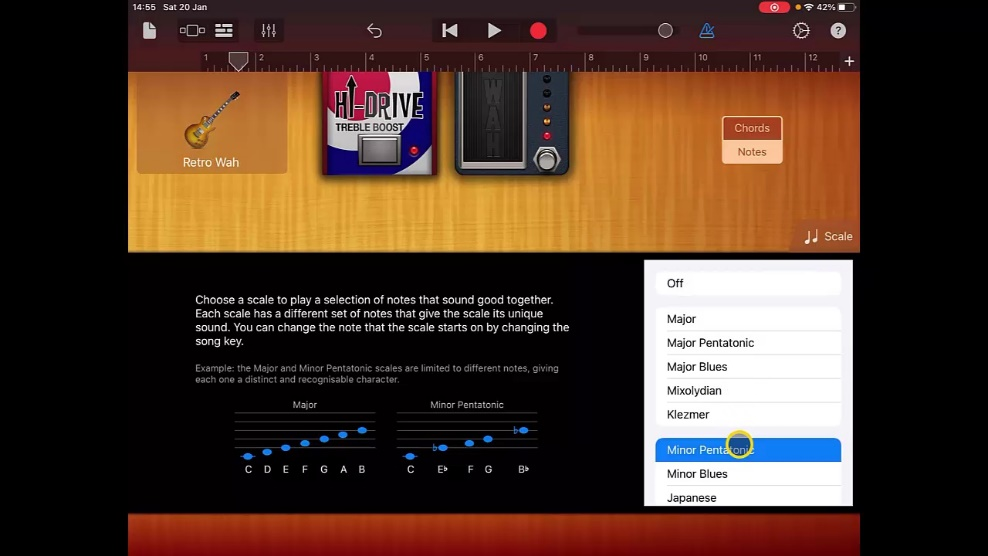 14:55 Sat 20 Jan
42%
1 2 3 4 5 6 7 8 9 10 11 12
Retro Wah
HI-DRIVE
TREBLE BOOST
WAH
Chords
Notes
Scale
Choose a scale to play a selection of notes that sound good together.
Each scale has a different set of notes that give the scale its unique
sound. You can change the note that the scale starts on by changing the
song key.
Example: the Major and Minor Pentatonic scales are limited to different notes, giving
each one a distinct and recognisable character.
Major
C D E F G A B
Minor Pentatonic
♭ ♭
C E♭ F G B♭
Off
Major
Major Pentatonic
Major Blues
Mixolydian
Klezmer
Minor Pentatonic
Minor Blues
Japanese